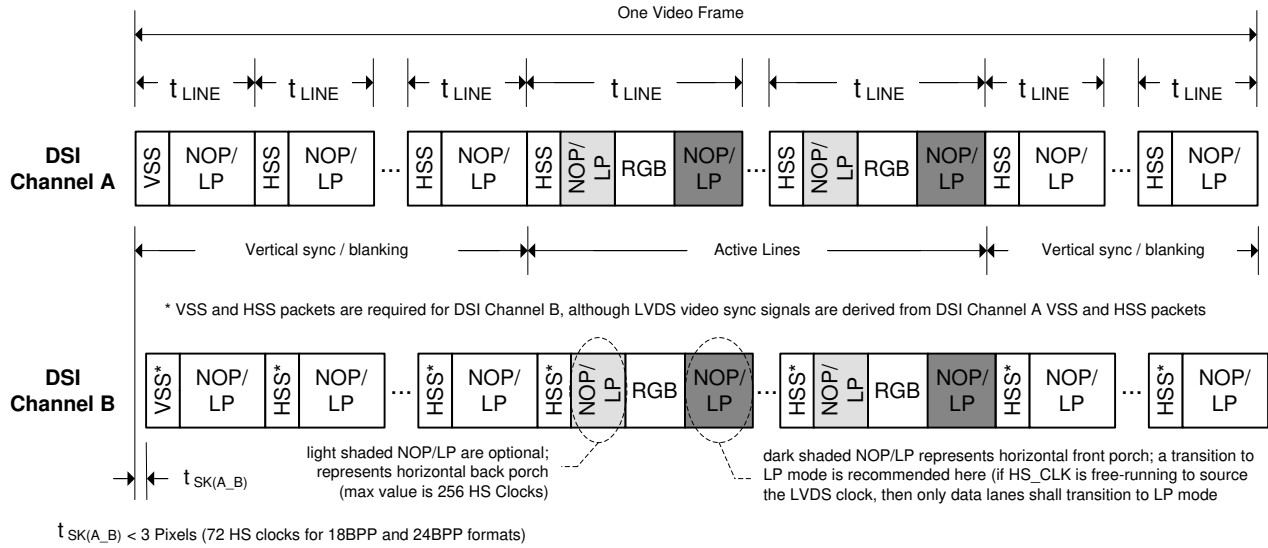 One Video Frame
t LINE t LINE t LINE t LINE t LINE t LINE t LINE
DSI
Channel A
VSS NOP/
LP HSS NOP/
LP ... HSS NOP/
LP HSS NOP/
LP RGB NOP/
LP ... HSS NOP/
LP RGB NOP/
LP HSS NOP/
LP ... HSS NOP/
LP
Vertical sync / blanking Active Lines Vertical sync / blanking
* VSS and HSS packets are required for DSI Channel B, although LVDS video sync signals are derived from DSI Channel A VSS and HSS packets
DSI
Channel B
VSS* NOP/
LP HSS* NOP/
LP ... HSS* NOP/
LP HSS* NOP/
LP RGB NOP/
LP ... HSS* NOP/
LP RGB NOP/
LP HSS* NOP/
LP ... HSS* NOP/
LP
t SK(A_B)
light shaded NOP/LP are optional;
represents horizontal back porch
(max value is 256 HS Clocks)
dark shaded NOP/LP represents horizontal front porch; a transition to
LP mode is recommended here (if HS_CLK is free-running to source
the LVDS clock, then only data lanes shall transition to LP mode
t SK(A_B) < 3 Pixels (72 HS clocks for 18BPP and 24BPP formats)